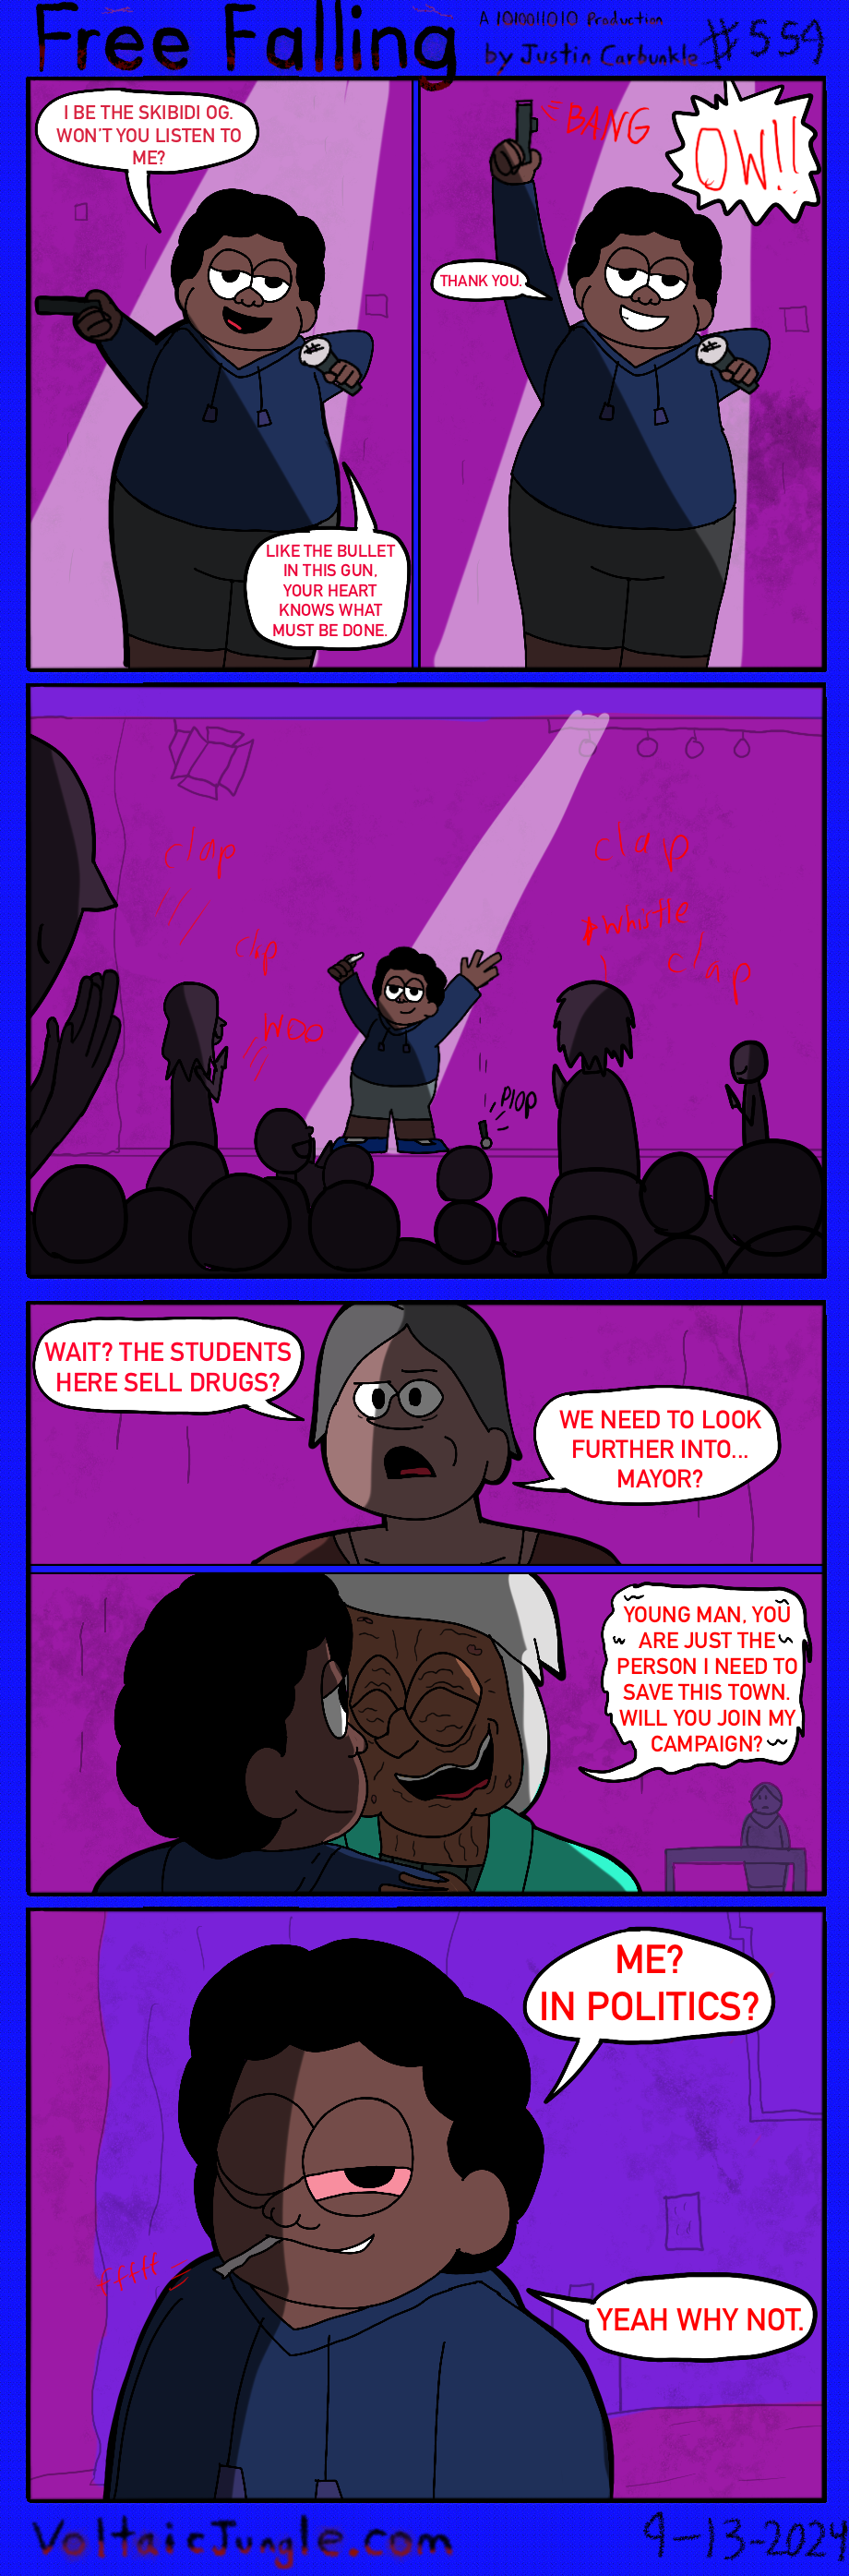 Free Falling
A 1010011010 Production
by Justin Carbunkle
#559
I BE THE SKIBIDI OG.
WON'T YOU LISTEN TO
ME?
LIKE THE BULLET
IN THIS GUN,
YOUR HEART
KNOWS WHAT
MUST BE DONE.
BANG
OW!!
THANK YOU.
clap
clap
clap
whistle
clap
WOO
Plop
WAIT? THE STUDENTS
HERE SELL DRUGS?
WE NEED TO LOOK
FURTHER INTO...
MAYOR?
YOUNG MAN, YOU
ARE JUST THE
PERSON I NEED TO
SAVE THIS TOWN.
WILL YOU JOIN MY
CAMPAIGN?
ME?
IN POLITICS?
fffff
YEAH WHY NOT.
VoltaicJungle.com
9-13-2024